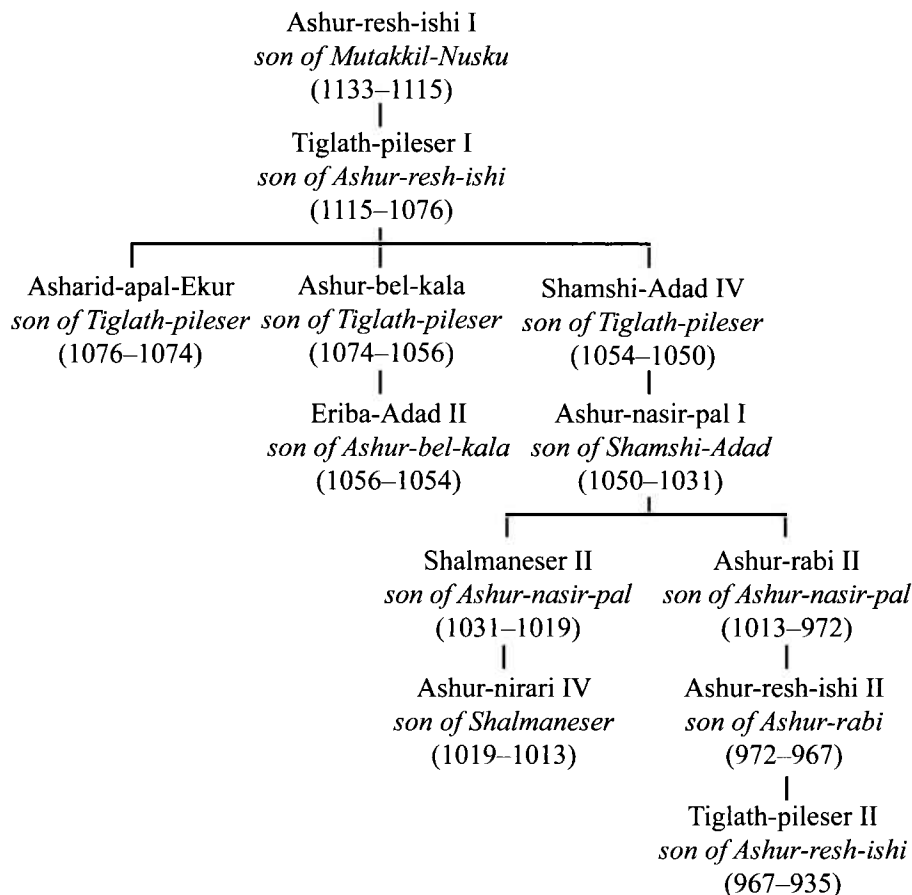 Ashur-resh-ishi I
son of Mutakkil-Nusku
(1133–1115)
Tiglath-pileser I
son of Ashur-resh-ishi
(1115–1076)
Asharid-apal-Ekur Ashur-bel-kala Shamshi-Adad IV
son of Tiglath-pileser son of Tiglath-pileser son of Tiglath-pileser
(1076–1074) (1074–1056) (1054–1050)
Eriba-Adad II Ashur-nasir-pal I
son of Ashur-bel-kala son of Shamshi-Adad
(1056–1054) (1050–1031)
Shalmaneser II Ashur-rabi II
son of Ashur-nasir-pal son of Ashur-nasir-pal
(1031–1019) (1013–972)
Ashur-nirari IV Ashur-resh-ishi II
son of Shalmaneser son of Ashur-rabi
(1019–1013) (972–967)
Tiglath-pileser II
son of Ashur-resh-ishi
(967–935)